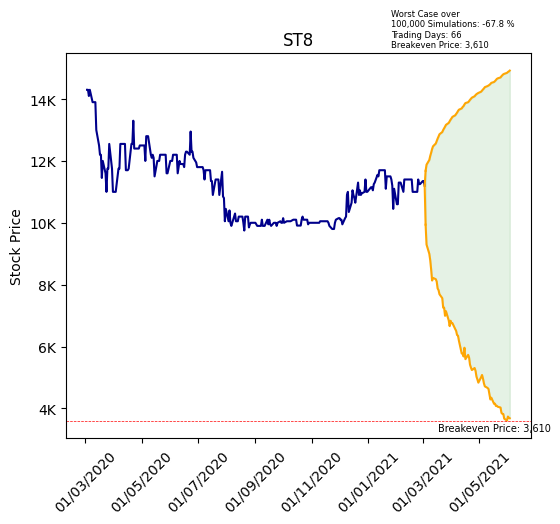 Worst Case over
100,000 Simulations: -67.8 %
Trading Days: 66
Breakeven Price: 3,610
ST8
Stock Price
14K
12K
10K
8K
6K
4K
Breakeven Price: 3,610
01/03/2020
01/05/2020
01/07/2020
01/09/2020
01/11/2020
01/01/2021
01/03/2021
01/05/2021